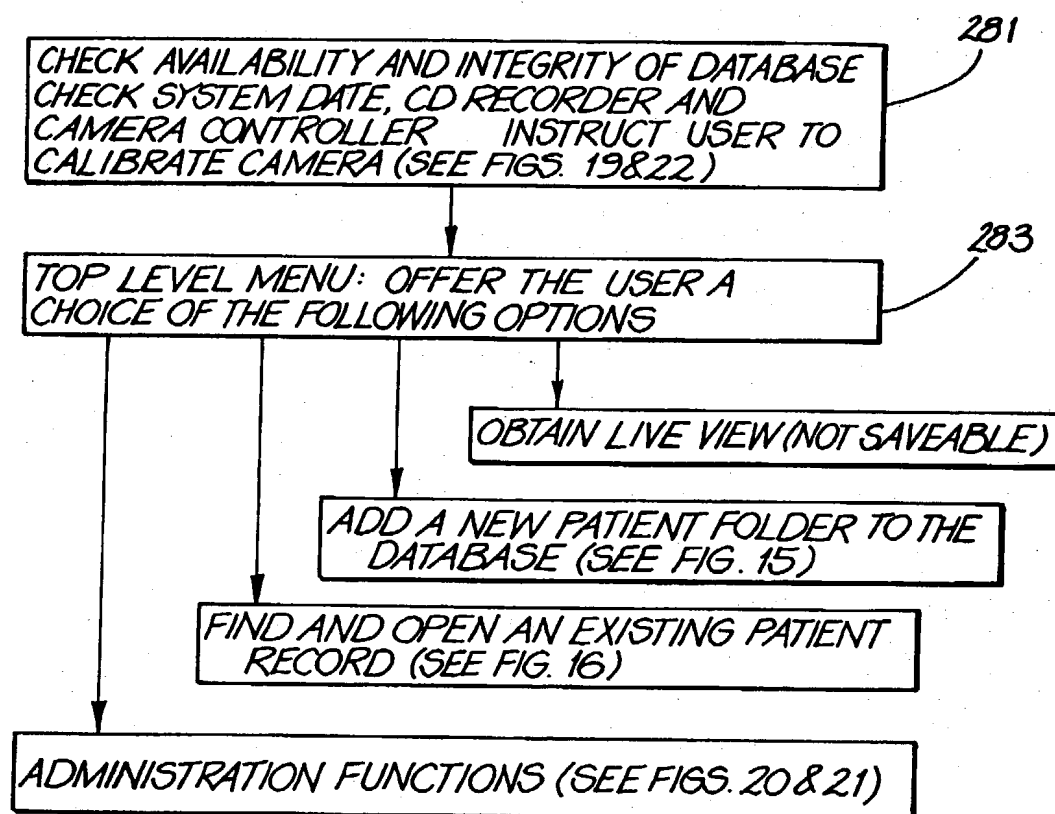 281
CHECK AVAILABILITY AND INTEGRITY OF DATABASE
CHECK SYSTEM DATE, CD RECORDER AND
CAMERA CONTROLLER INSTRUCT USER TO
CALIBRATE CAMERA (SEE FIGS. 19&22)
283
TOP LEVEL MENU: OFFER THE USER A
CHOICE OF THE FOLLOWING OPTIONS
OBTAIN LIVE VIEW (NOT SAVEABLE)
ADD A NEW PATIENT FOLDER TO THE
DATABASE (SEE FIG. 15)
FIND AND OPEN AN EXISTING PATIENT
RECORD (SEE FIG. 16)
ADMINISTRATION FUNCTIONS (SEE FIGS. 20 & 21)